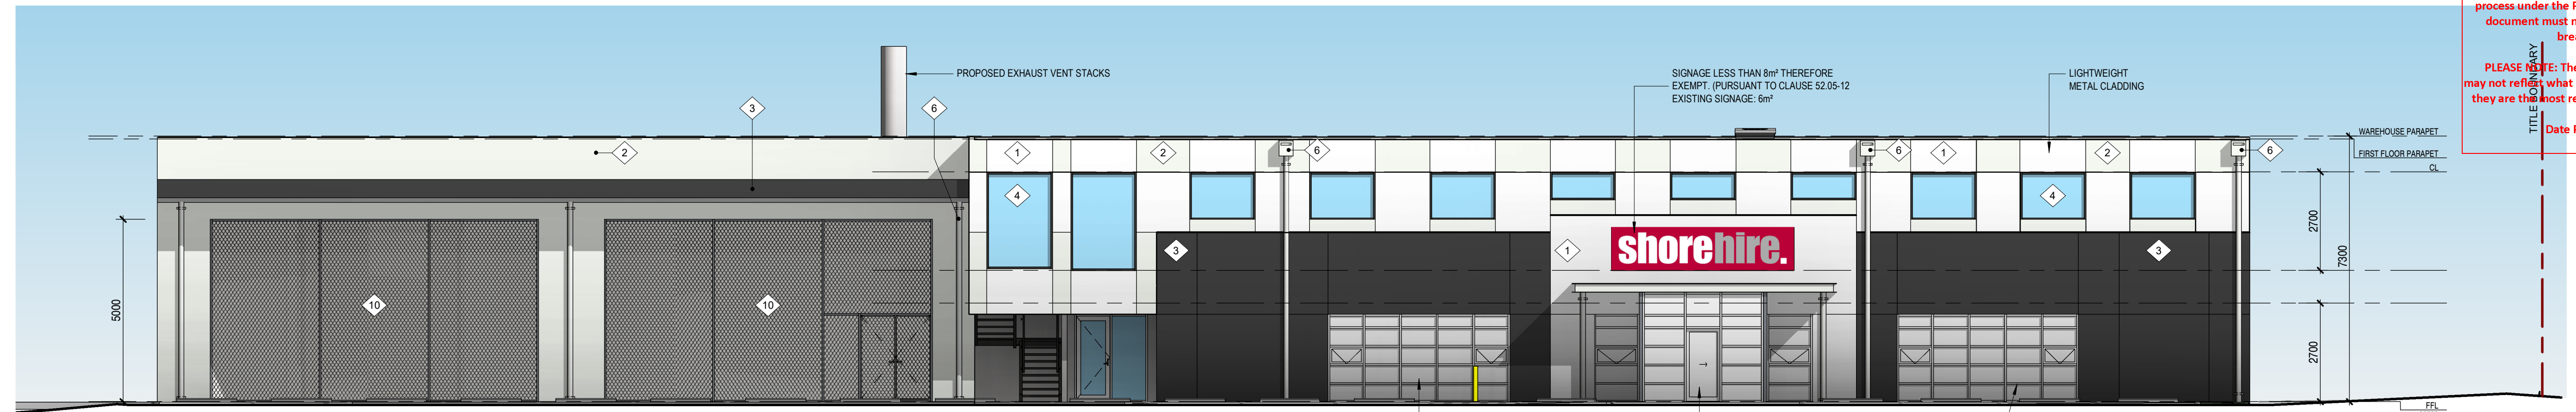 process under the
document must
PLEASE NOTE: The
may not reflect what
they are the most
Date
TITLE BOUNDARY
PROPOSED EXHAUST VENT STACKS
SIGNAGE LESS THAN 8m² THEREFORE
EXEMPT. (PURSUANT TO CLAUSE 52.05-12
EXISTING SIGNAGE: 6m²
LIGHTWEIGHT
METAL CLADDING
3
6
2
1
2
6
6
1
2
6
WAREHOUSE PARAPET
FIRST FLOOR PARAPET
CL
4
4
3
1
3
shorehire.
10
10
5000
2700
7300
2700
FFL